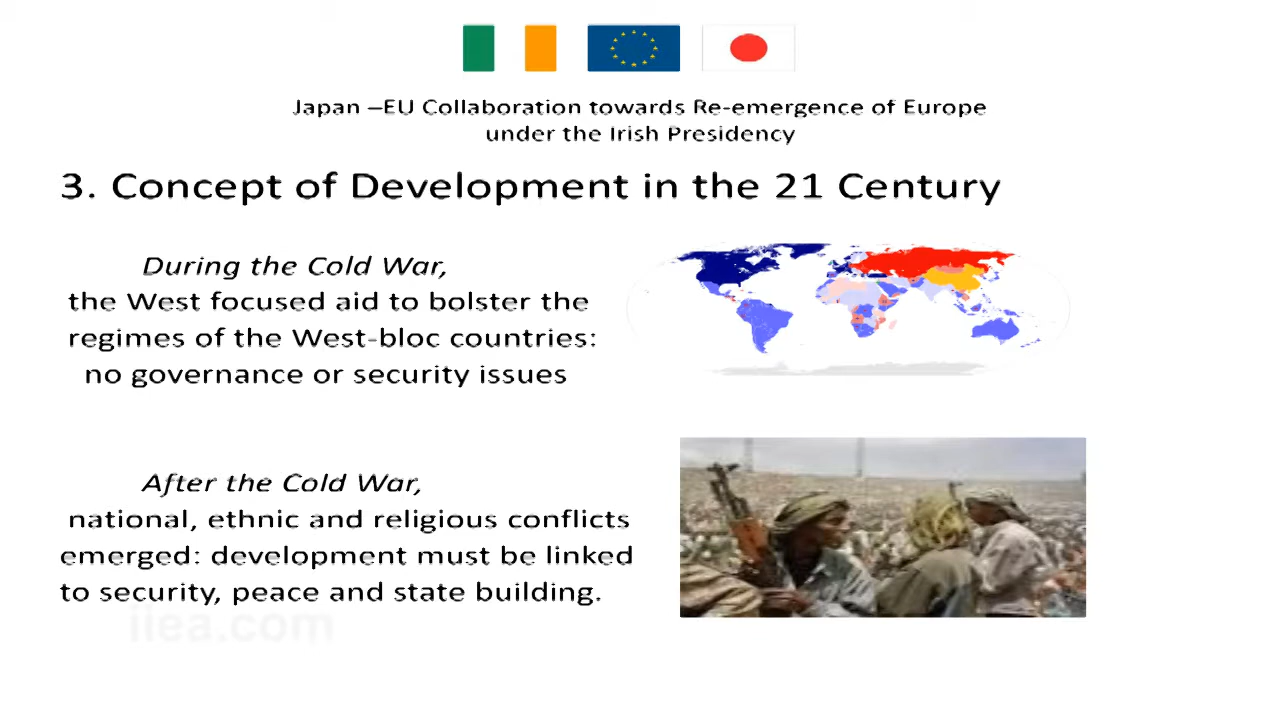 Japan –EU Collaboration towards Re-emergence of Europe
under the Irish Presidency
3. Concept of Development in the 21 Century
During the Cold War,
the West focused aid to bolster the
regimes of the West-bloc countries:
no governance or security issues
After the Cold War,
national, ethnic and religious conflicts
emerged: development must be linked
to security, peace and state building.
ilea.com